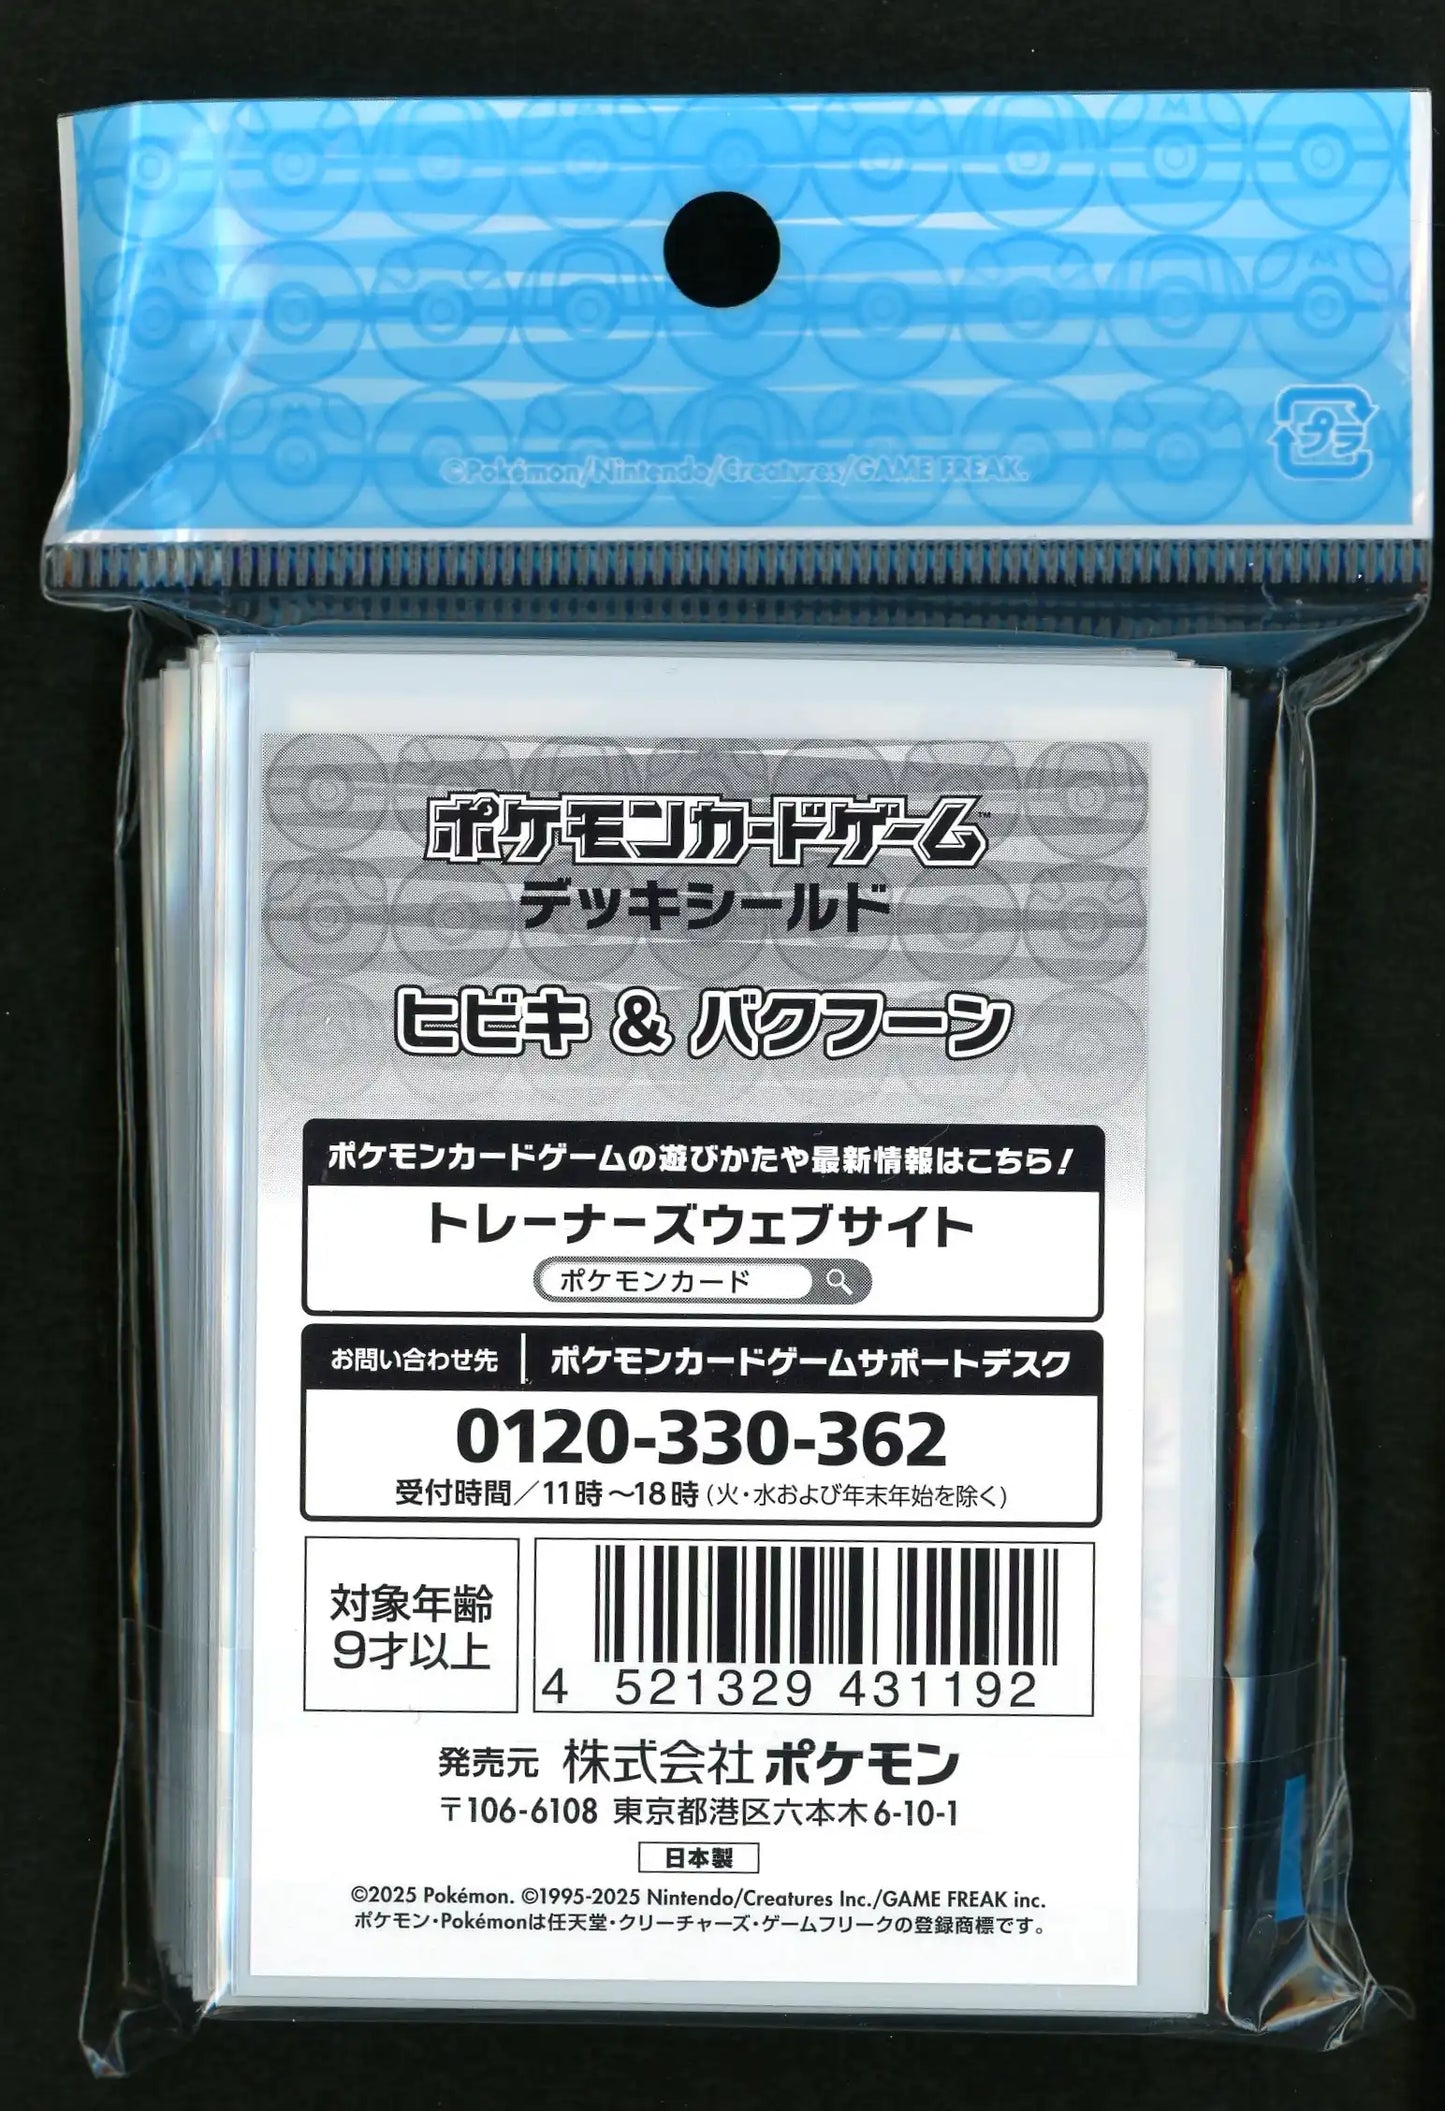 ©Pokémon/Nintendo/Creatures/GAME FREAK.
プラ
ポケモンカードゲーム™
デッキシールド
ヒビキ & バクフーン
ポケモンカードゲームの遊びかたや最新情報はこちら!
トレーナーズウェブサイト
ポケモンカード
お問い合わせ先 ポケモンカードゲームサポートデスク
0120-330-362
受付時間/11時～18時(火・水および年末年始を除く)
対象年齢
9才以上
4 521329 431192
発売元 株式会社ポケモン
〒106-6108 東京都港区六本木6-10-1
日本製
©2025 Pokémon. ©1995-2025 Nintendo/Creatures Inc./GAME FREAK inc.
ポケモン・Pokémonは任天堂・クリーチャーズ・ゲームフリークの登録商標です。